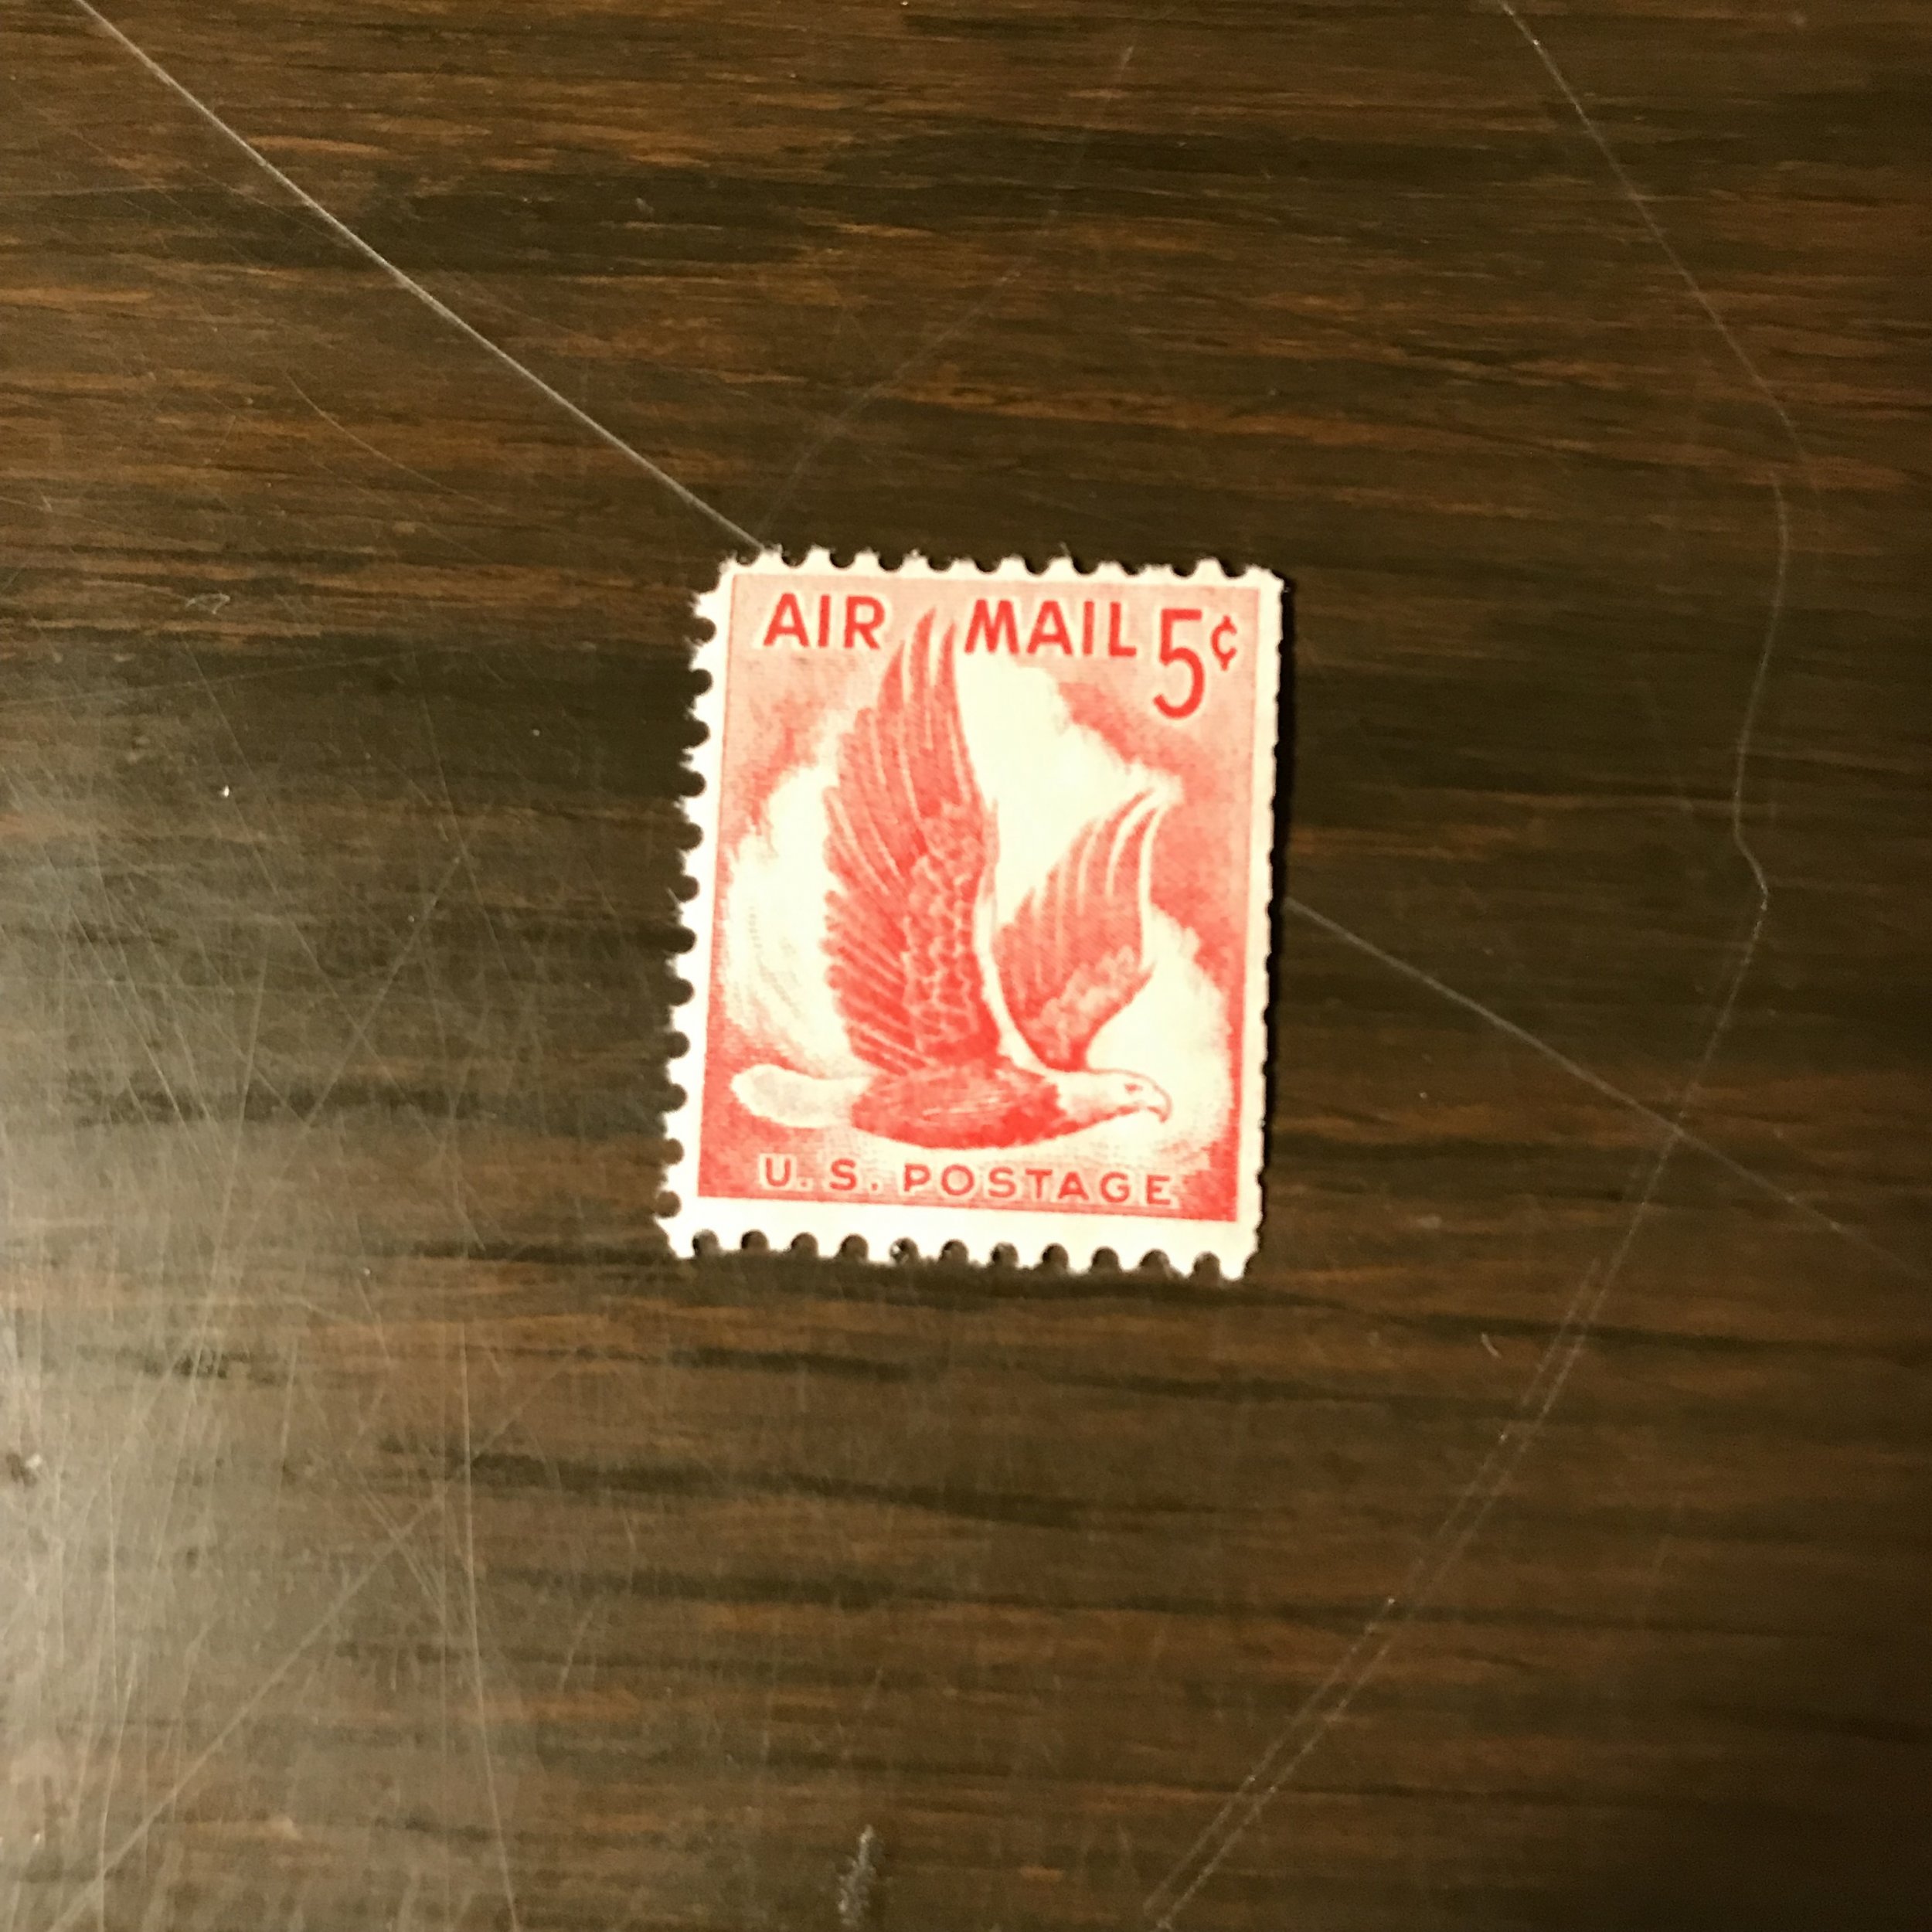 AIR MAIL 5¢
U.S. POSTAGE